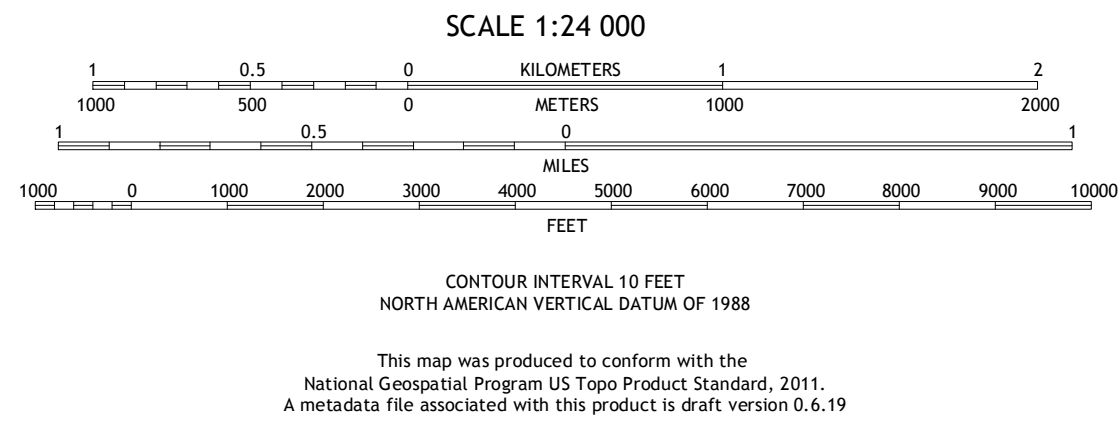 SCALE 1:24 000
1 0.5 0 KILOMETERS 1 2
1000 500 0 METERS 1000 2000
1 0.5 0 1
MILES
1000 0 1000 2000 3000 4000 5000 6000 7000 8000 9000 10000
FEET
CONTOUR INTERVAL 10 FEET
NORTH AMERICAN VERTICAL DATUM OF 1988
This map was produced to conform with the
National Geospatial Program US Topo Product Standard, 2011.
A metadata file associated with this product is draft version 0.6.19